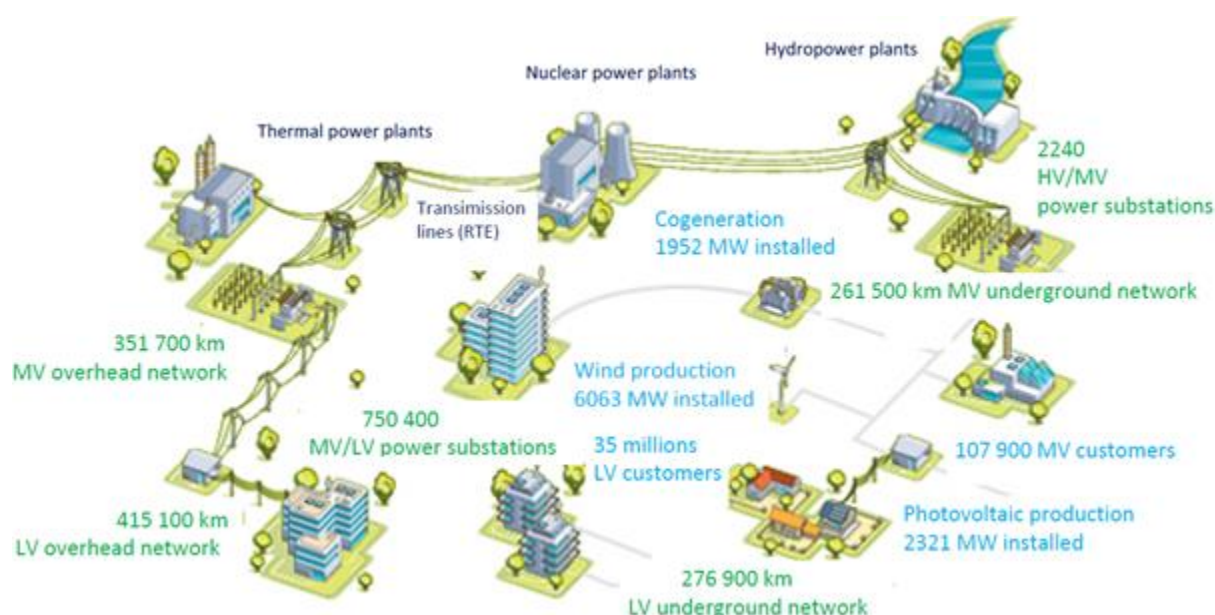 Hydropower plants
Nuclear power plants
Thermal power plants
2240
HV/MV
power substations
Transimission
lines (RTE)
Cogeneration
1952 MW installed
261 500 km MV underground network
351 700 km
MV overhead network
Wind production
6063 MW installed
750 400
MV/LV power substations
35 millions
LV customers
107 900 MV customers
415 100 km
LV overhead network
Photovoltaic production
2321 MW installed
276 900 km
LV underground network